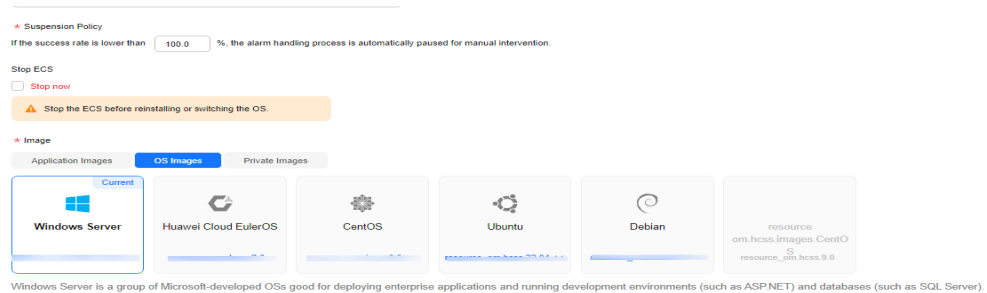 * Suspension Policy
If the success rate is lower than 100.0 %, the alarm handling process is automatically paused for manual intervention.
Stop ECS
Stop now
Stop the ECS before reinstalling or switching the OS.
* Image
Application Images OS Images Private Images
Current
Windows Server Huawei Cloud EulerOS CentOS Ubuntu Debian
resource
om.hcss.images.CentO
S
resource_om.hcss.9.0
Windows Server is a group of Microsoft-developed OSs good for deploying enterprise applications and running development environments (such as ASP.NET) and databases (such as SQL Server).